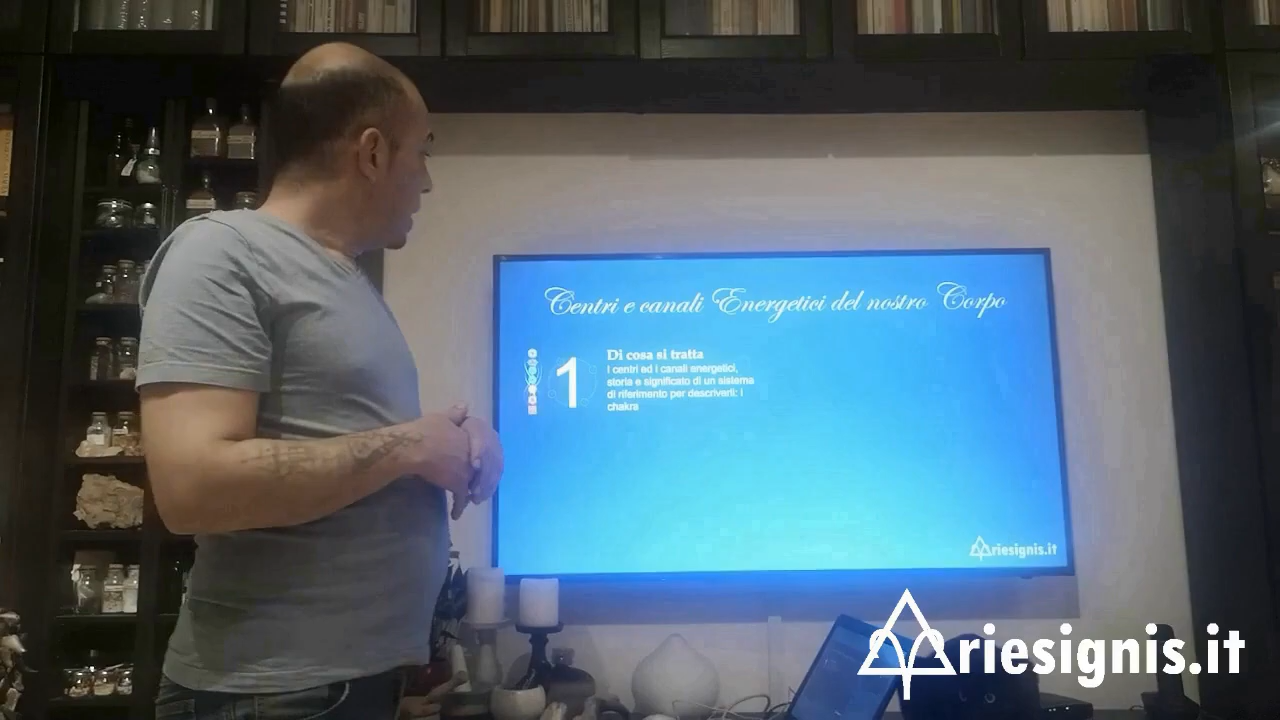 Centri e canali Energetici del nostro Corpo
1
Di cosa si tratta
I centri ed i canali energetici,
storia e significato di un sistema
di riferimento per descriverli: i
chakra
riesignis.it
riesignis.it